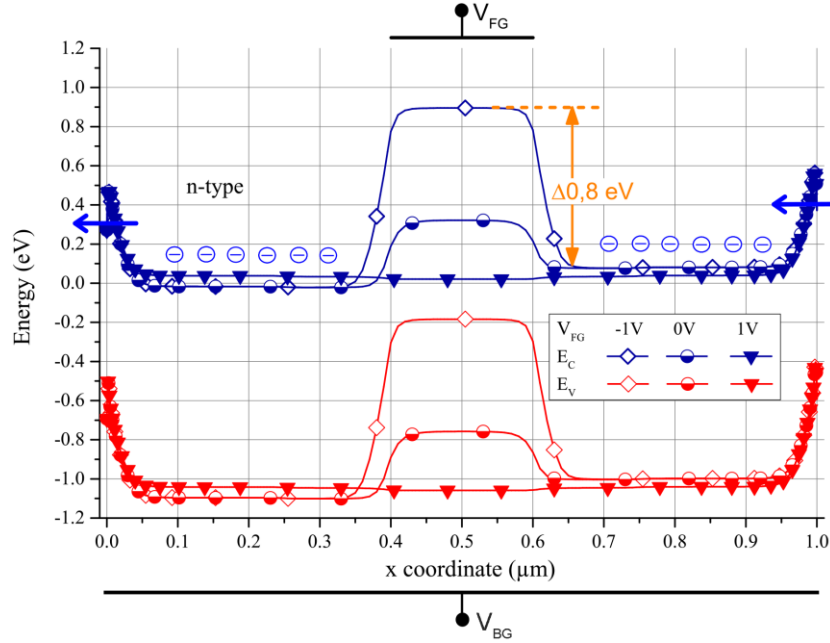 V_FG
1.2
1.0
0.8
0.6
0.4
0.2
0.0
-0.2
-0.4
-0.6
-0.8
-1.0
-1.2
Energy (eV)
n-type
Δ0,8 eV
V_FG -1V 0V 1V
E_C
E_V
0.0 0.1 0.2 0.3 0.4 0.5 0.6 0.7 0.8 0.9 1.0
x coordinate (µm)
V_BG